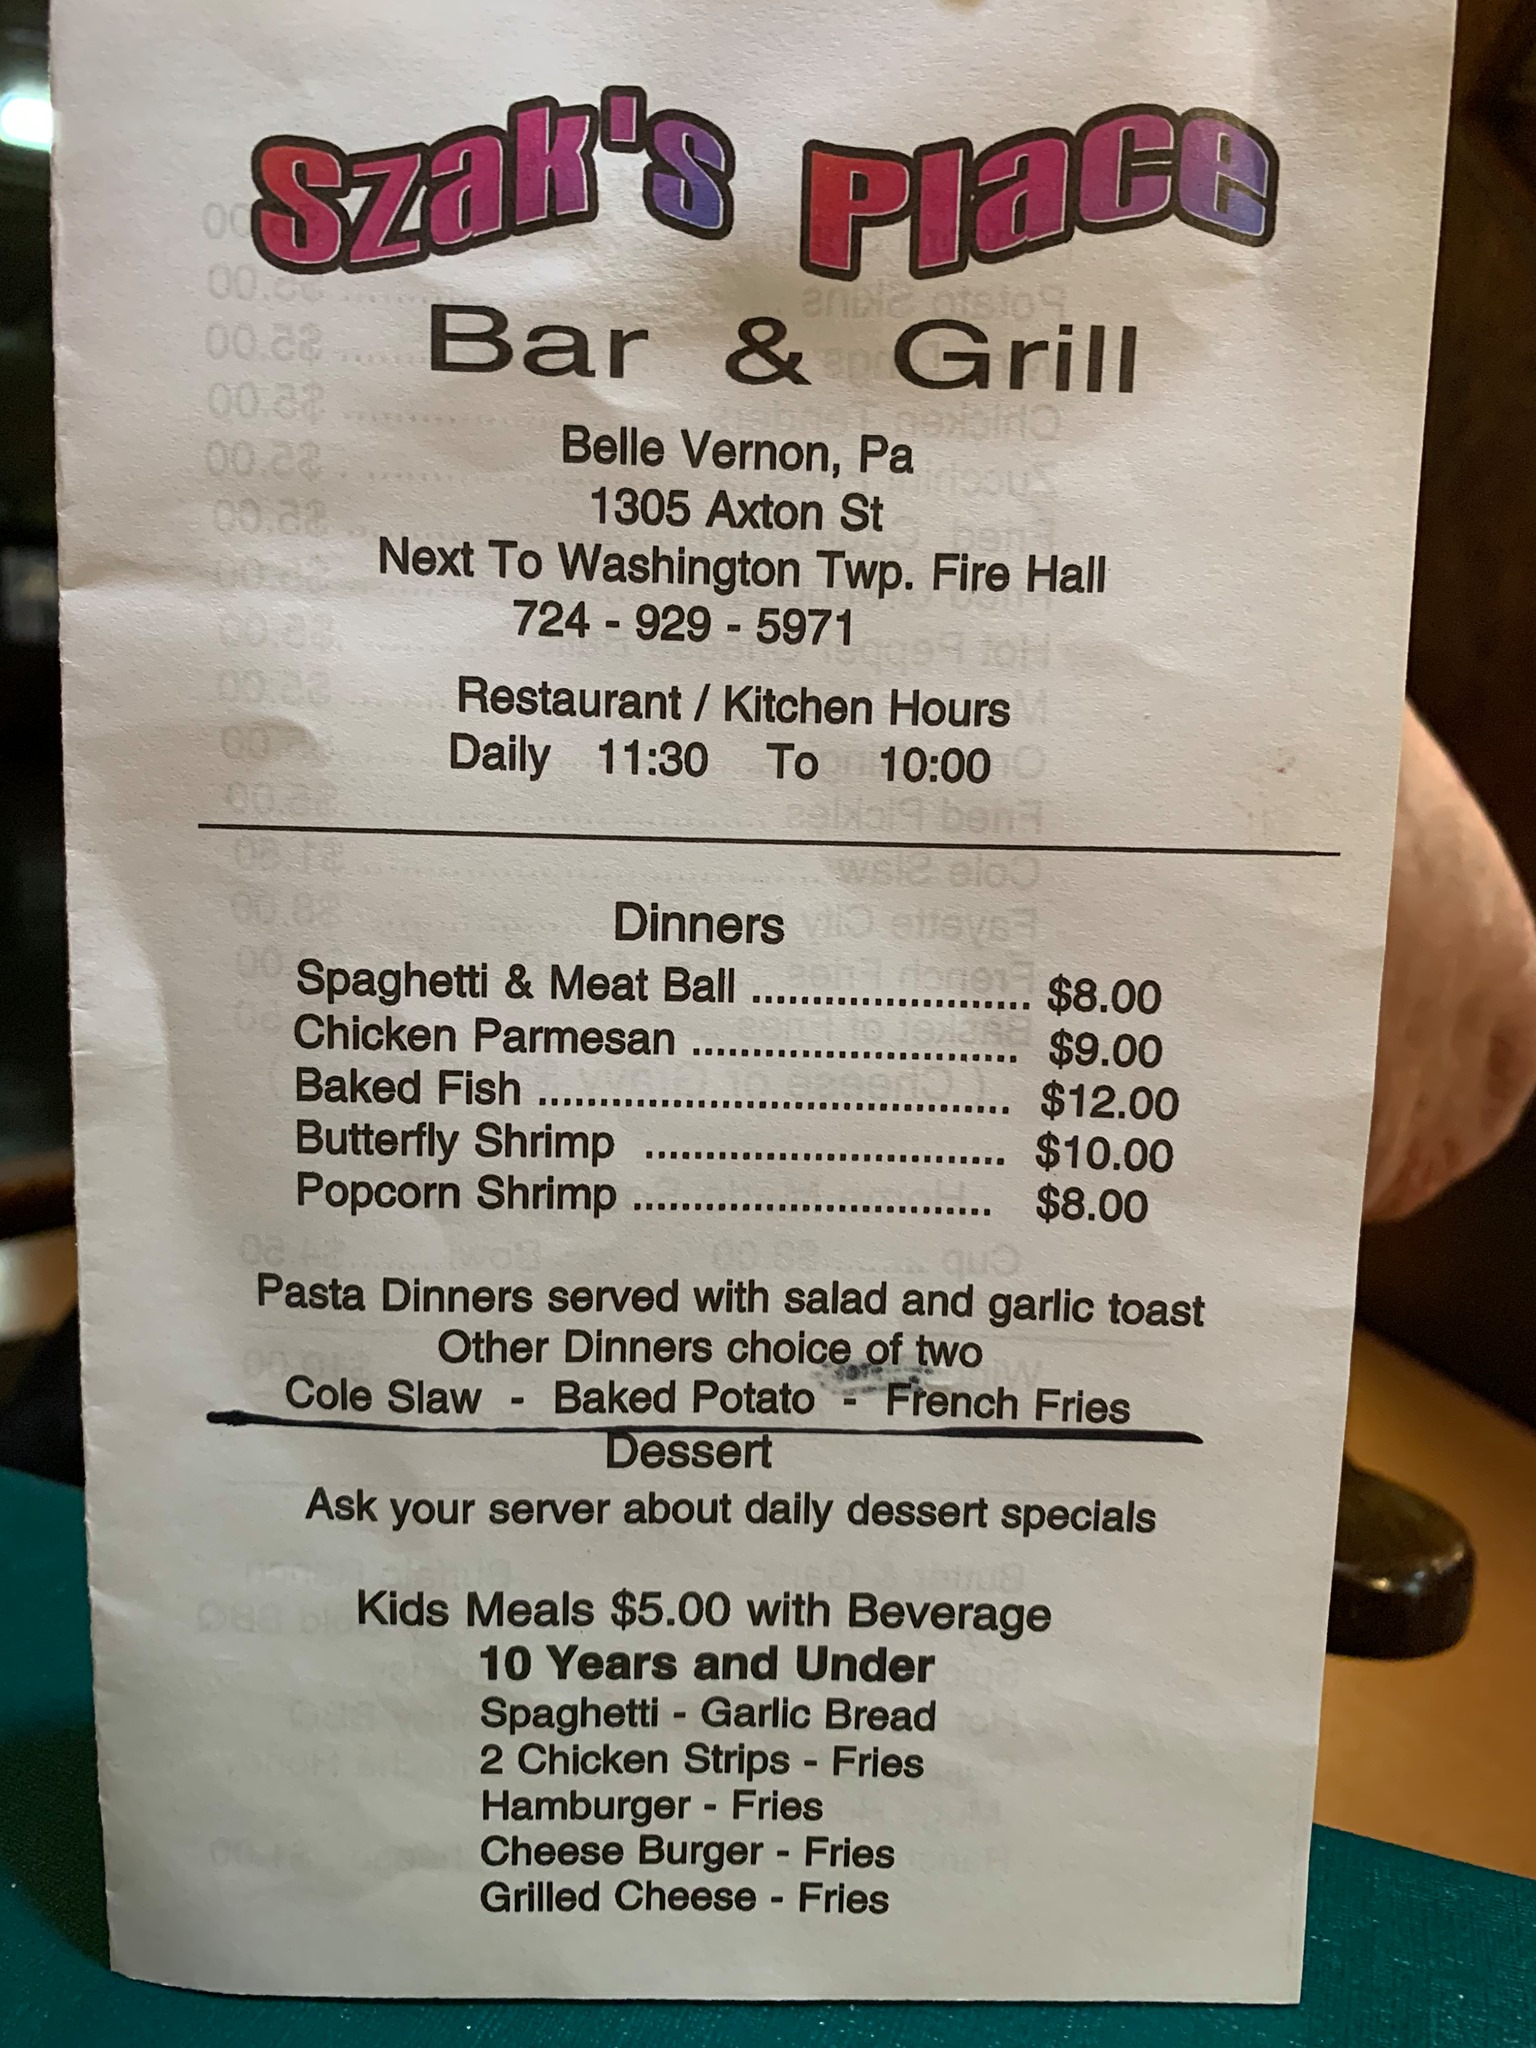 Szak's Place
Bar & Grill
Belle Vernon, Pa
1305 Axton St
Next To Washington Twp. Fire Hall
724 - 929 - 5971
Restaurant / Kitchen Hours
Daily 11:30 To 10:00
Dinners
Spaghetti & Meat Ball ....................... $8.00
Chicken Parmesan ........................... $9.00
Baked Fish ....................................... $12.00
Butterfly Shrimp .............................. $10.00
Popcorn Shrimp .............................. $8.00
Pasta Dinners served with salad and garlic toast
Other Dinners choice of two
Cole Slaw - Baked Potato - French Fries
Dessert
Ask your server about daily dessert specials
Kids Meals $5.00 with Beverage
10 Years and Under
Spaghetti - Garlic Bread
2 Chicken Strips - Fries
Hamburger - Fries
Cheese Burger - Fries
Grilled Cheese - Fries